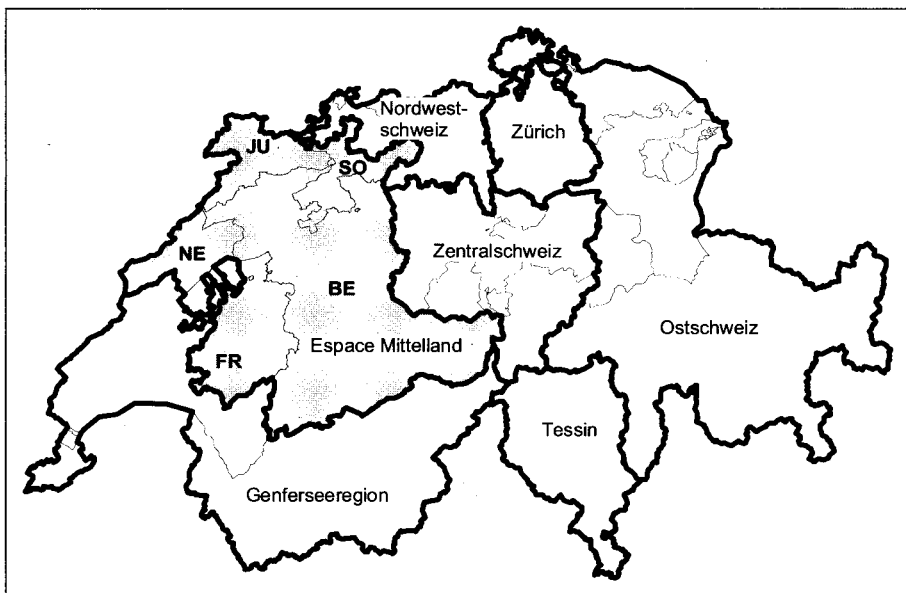 Nordwest-
schweiz
Zürich
JU
SO
NE
Zentralschweiz
BE
Ostschweiz
Espace Mittelland
FR
Tessin
Genferseeregion